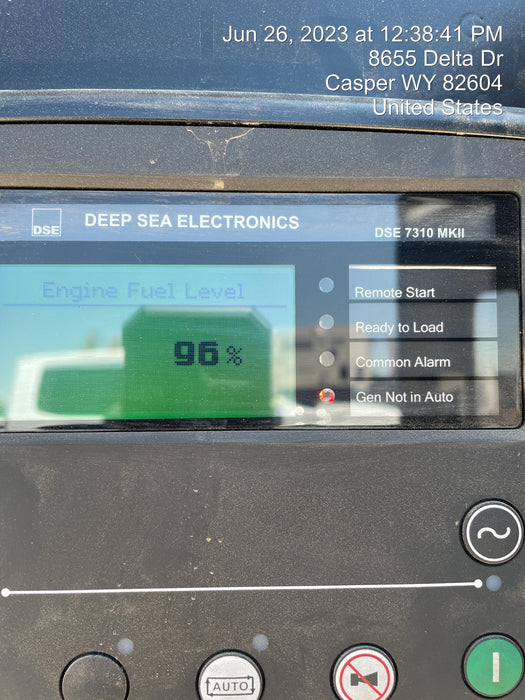 Jun 26, 2023 at 12:38:41 PM
8655 Delta Dr
Casper WY 82604
United States
DSE
DEEP SEA ELECTRONICS
DSE 7310 MKII
Engine Fuel Level
96 %
Remote Start
Ready to Load
Common Alarm
Gen Not in Auto
AUTO